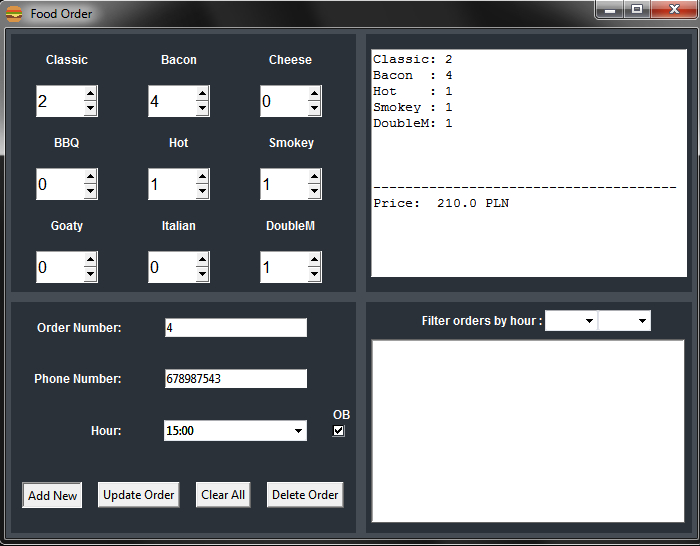 Food Order
Classic Bacon Cheese
2 4 0
BBQ Hot Smokey
0 1 1
Goaty Italian DoubleM
0 0 1
Classic: 2
Bacon  : 4
Hot    : 1
Smokey : 1
DoubleM: 1
--------------------------------------
Price:  210.0 PLN
Order Number: 4
Phone Number: 678987543
OB
Hour: 15:00
Add New Update Order Clear All Delete Order
Filter orders by hour :